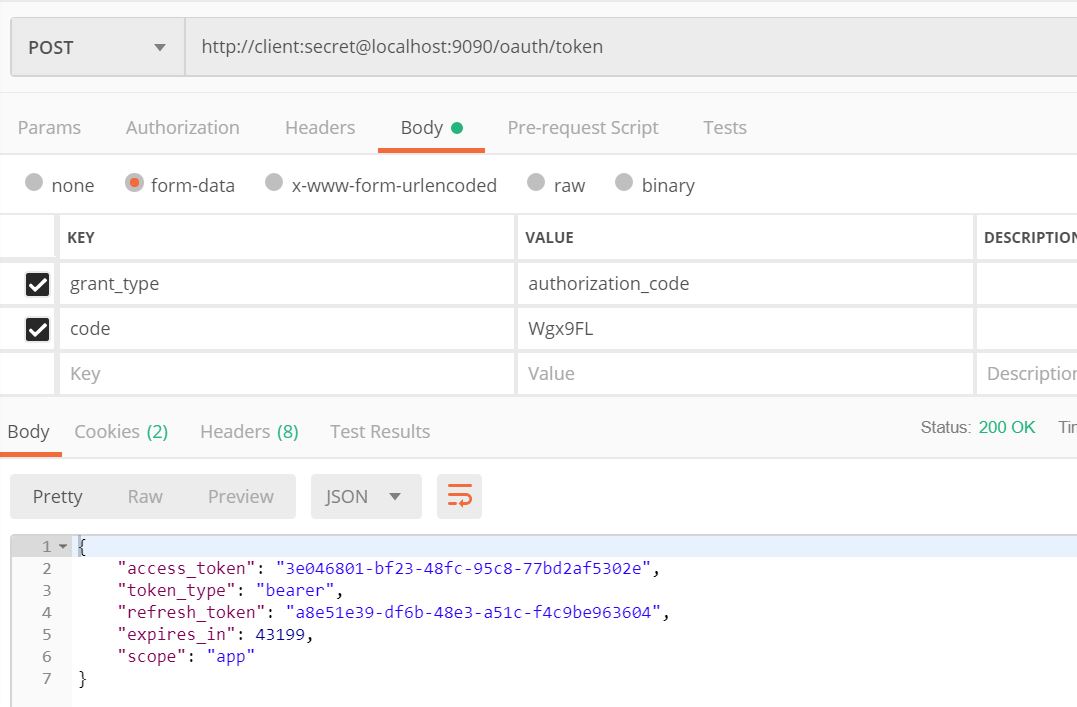 POST http://client:secret@localhost:9090/oauth/token
Params Authorization Headers Body Pre-request Script Tests
none form-data x-www-form-urlencoded raw binary
KEY VALUE DESCRIPTION
grant_type authorization_code
code Wgx9FL
Key Value Description
Body Cookies (2) Headers (8) Test Results Status: 200 OK Tir
Pretty Raw Preview JSON
1 {
2 "access_token": "3e046801-bf23-48fc-95c8-77bd2af5302e",
3 "token_type": "bearer",
4 "refresh_token": "a8e51e39-df6b-48e3-a51c-f4c9be963604",
5 "expires_in": 43199,
6 "scope": "app"
7 }